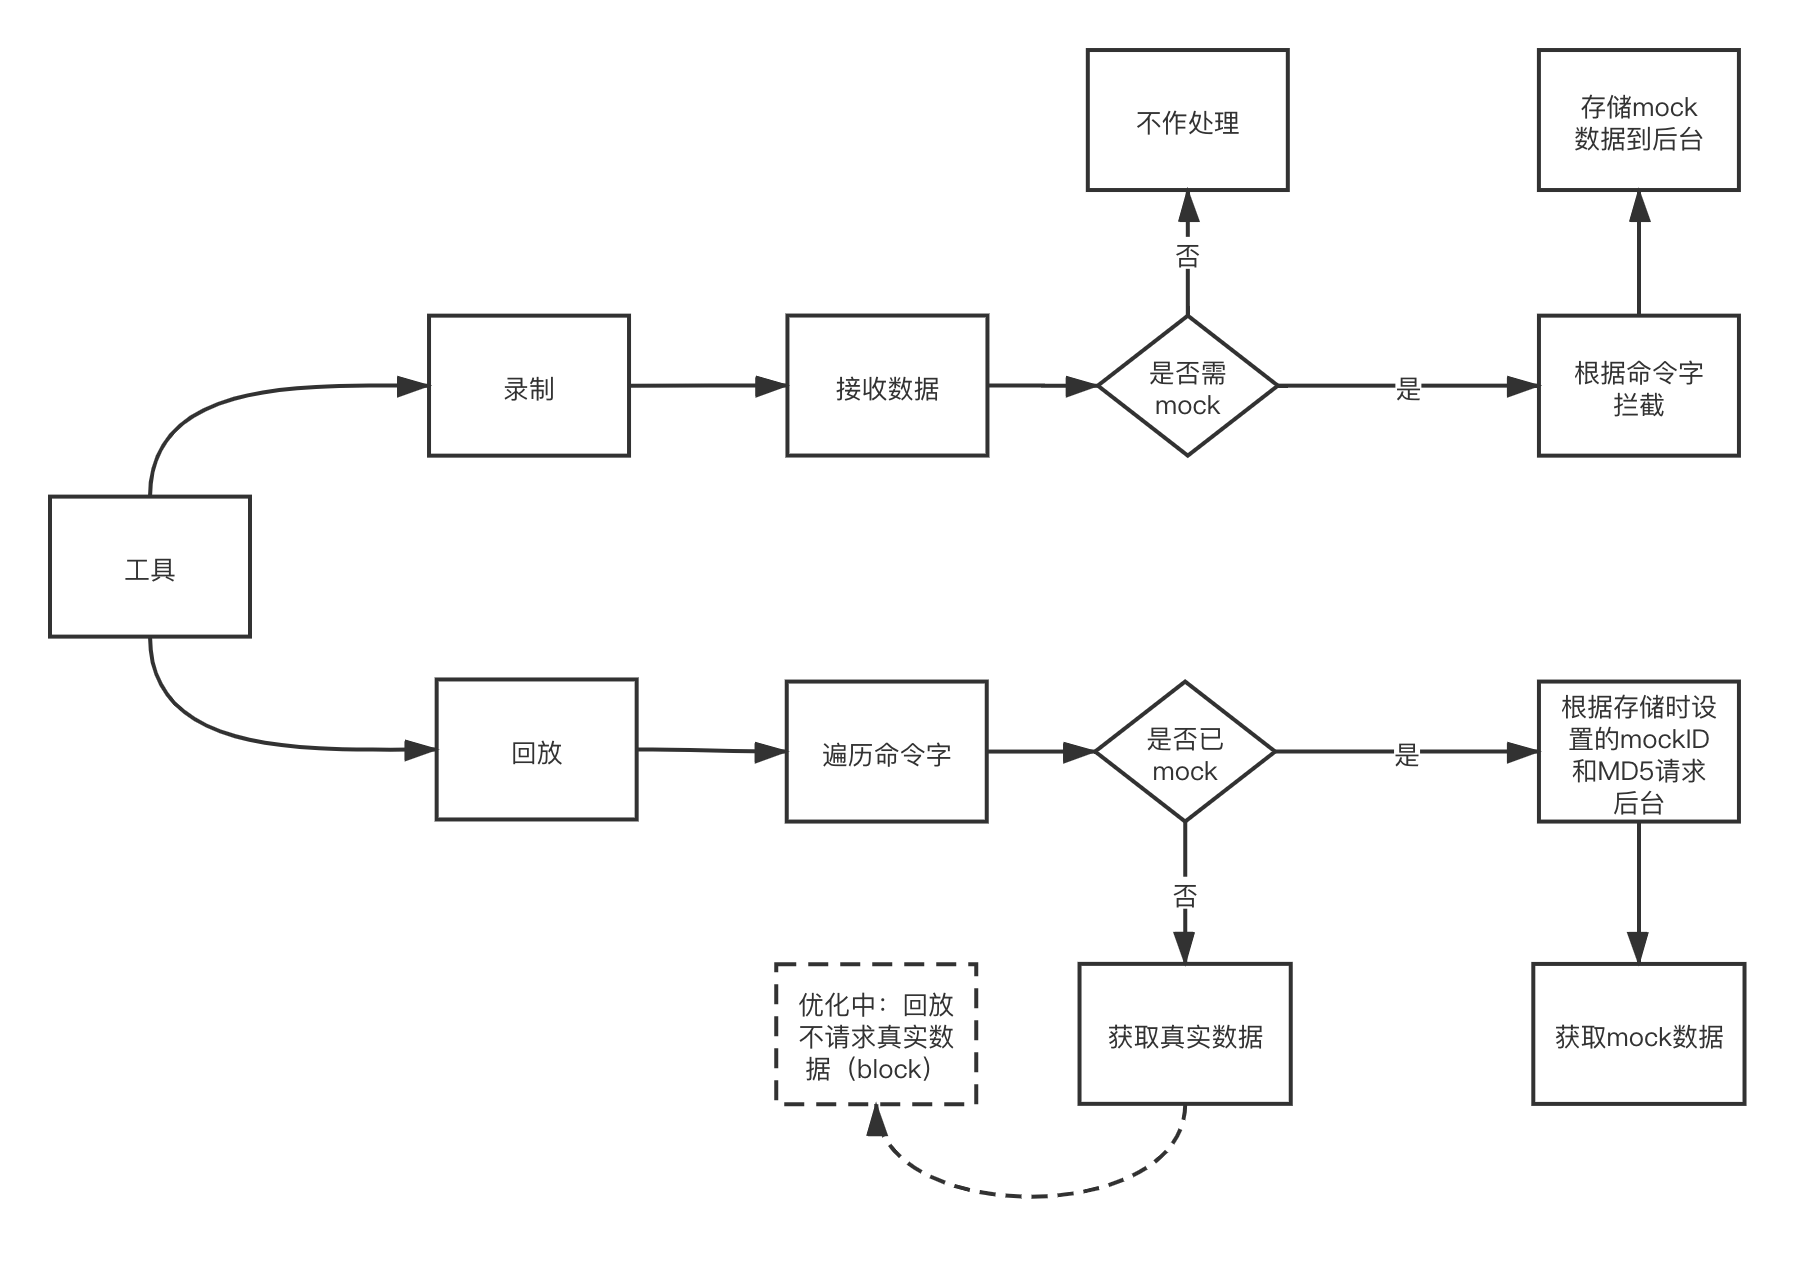 不作处理
存储mock
数据到后台
否
录制
接收数据
是否需
mock
是
根据命令字
拦截
工具
回放
遍历命令字
是否已
mock
是
根据存储时设
置的mockID
和MD5请求
后台
否
优化中：回放
不请求真实数
据（block）
获取真实数据
获取mock数据